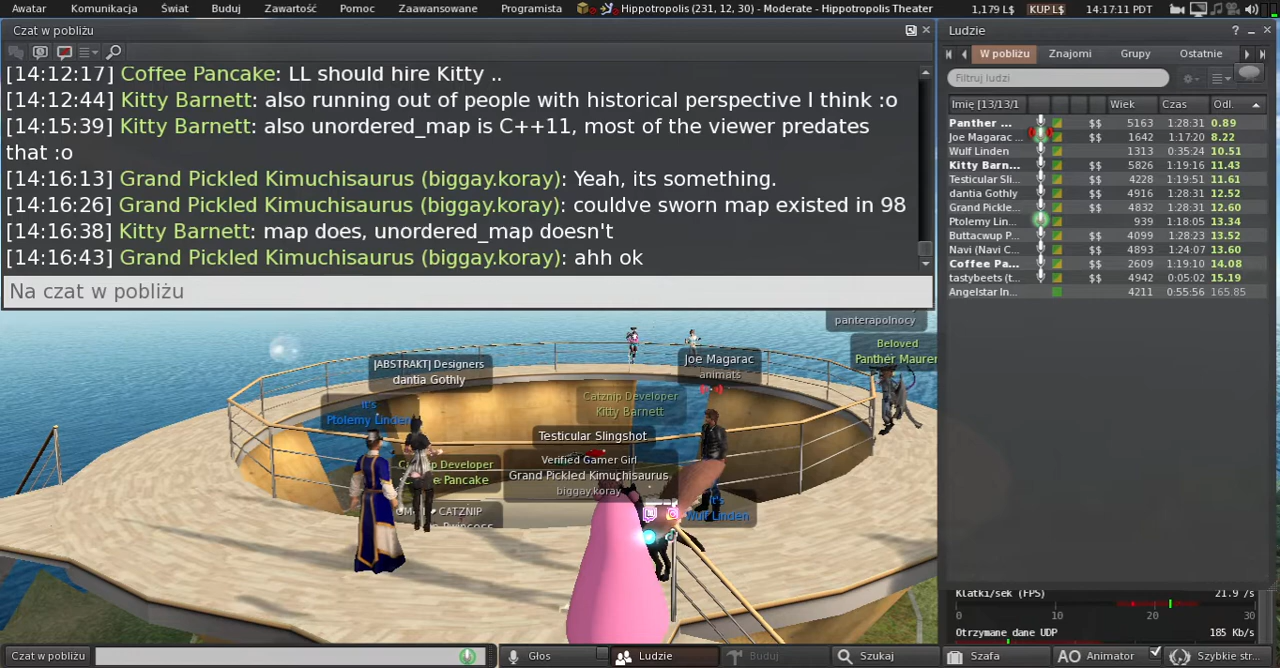 Awatar Komunikacja Świat Buduj Zawartość Pomoc Zaawansowane Programista Hippotropolis (231, 12, 30) - Moderate - Hippotropolis Theater 1,179 L$ KUP L$ 14:17:11 PDT
Czat w pobliżu
[14:12:17] Coffee Pancake: LL should hire Kitty ..
[14:12:44] Kitty Barnett: also running out of people with historical perspective I think :o
[14:15:39] Kitty Barnett: also unordered_map is C++11, most of the viewer predates
that :o
[14:16:13] Grand Pickled Kimuchisaurus (biggay.koray): Yeah, its something.
[14:16:26] Grand Pickled Kimuchisaurus (biggay.koray): couldve sworn map existed in 98
[14:16:38] Kitty Barnett: map does, unordered_map doesn't
[14:16:43] Grand Pickled Kimuchisaurus (biggay.koray): ahh ok
Na czat w pobliżu
Ludzie
W pobliżu Znajomi Grupy Ostatnie
Filtruj ludzi
Imię [13/13/1 Wiek Czas Odl.
Panther ... $$ 5163 1:28:31 0.89
Joe Magarac ... $$ 1642 1:17:20 8.22
Wulf Linden 1313 0:35:24 10.51
Kitty Barn... $$ 5826 1:19:16 11.43
Testicular Sli... $$ 4228 1:19:51 11.61
dantia Gothly $$ 4916 1:28:31 12.52
Grand Pickle... $$ 4832 1:28:31 12.60
Ptolemy Lin... 939 1:18:05 13.34
Buttacwup P... $$ 4099 1:28:23 13.52
Navi (Navi C... $$ 4893 1:24:07 13.60
Coffee Pa... $$ 2609 1:19:10 14.08
tastybeets (t... $$ 4942 0:05:02 15.19
Angelstar In... 4211 0:55:56 165.85
panterapolnocy
Beloved
Panther Maurer
|ABSTRAKT| Designers
dantia Gothly
Joe Magarac
animats
Catznip Developer
Kitty Barnett
It's
Ptolemy Linden
Testicular Slingshot
Verified Gamer Girl
Grand Pickled Kimuchisaurus
biggay.koray
Developer
Pancake
CATZNIP
Princess
It's
Wulf Linden
Klatki/sek (FPS) 21.9 /s
0 10 20 30
Otrzymane dane UDP 185 Kb/s
Czat w pobliżu Głos Ludzie Buduj Szukaj Szafa AO Animator Szybkie str...